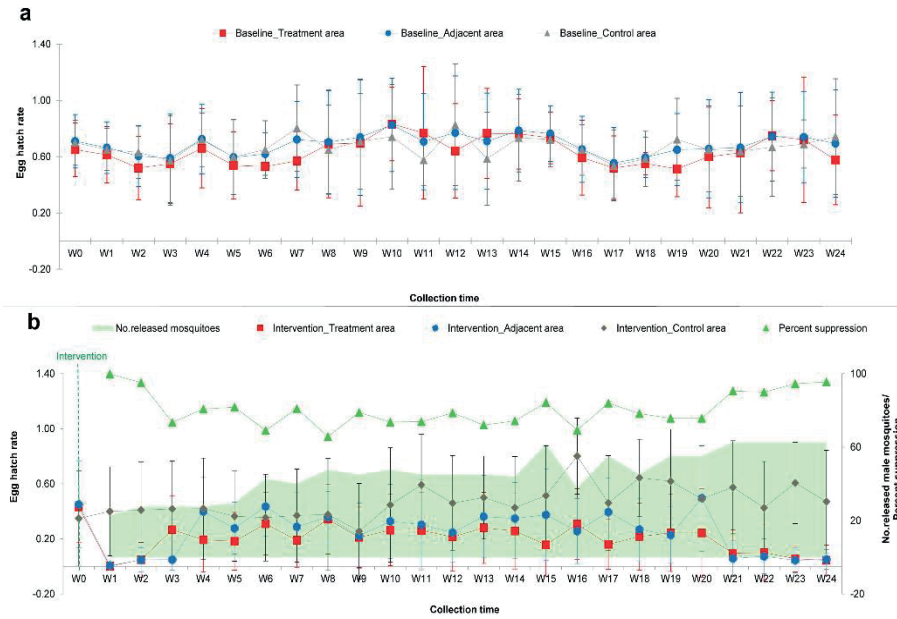 a
Baseline_Treatment area Baseline_Adjacent area Baseline_Control area
1.40
1.00
0.60
0.20
-0.20
Egg hatch rate
W0 W1 W2 W3 W4 W5 W6 W7 W8 W9 W10 W11 W12 W13 W14 W15 W16 W17 W18 W19 W20 W21 W22 W23 W24
Collection time
b
No.released mosquitoes Intervention_Treatment area Intervention_Adjacent area Intervention_Control area Percent suppression
Intervention
1.40
1.00
0.60
0.20
-0.20
Egg hatch rate
100
60
20
-20
No.released male mosquitoes/
Percent suppression
W0 W1 W2 W3 W4 W5 W6 W7 W8 W9 W10 W11 W12 W13 W14 W15 W16 W17 W18 W19 W20 W21 W22 W23 W24
Collection time